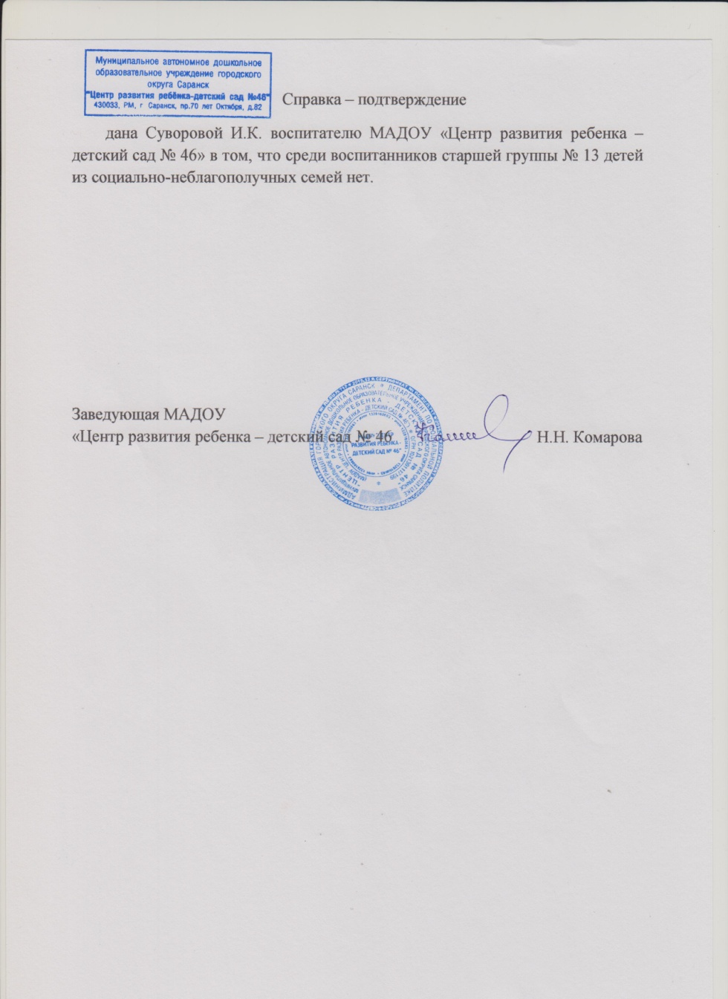 Муниципальное автономное дошкольное
образовательное учреждение городского
округа Саранск
"Центр развития ребёнка-детский сад №46"
430033, РМ, г Саранск, пр.70 лет Октября, д.82
Справка – подтверждение
дана Суворовой И.К. воспитателю МАДОУ «Центр развития ребенка –
детский сад № 46» в том, что среди воспитанников старшей группы № 13 детей
из социально-неблагополучных семей нет.
Заведующая МАДОУ
«Центр развития ребенка – детский сад № 46
Н.Н. Комарова
РАЗВИТИЯ РЕБЕНКА -
ДЕТСКИЙ САД № 46"